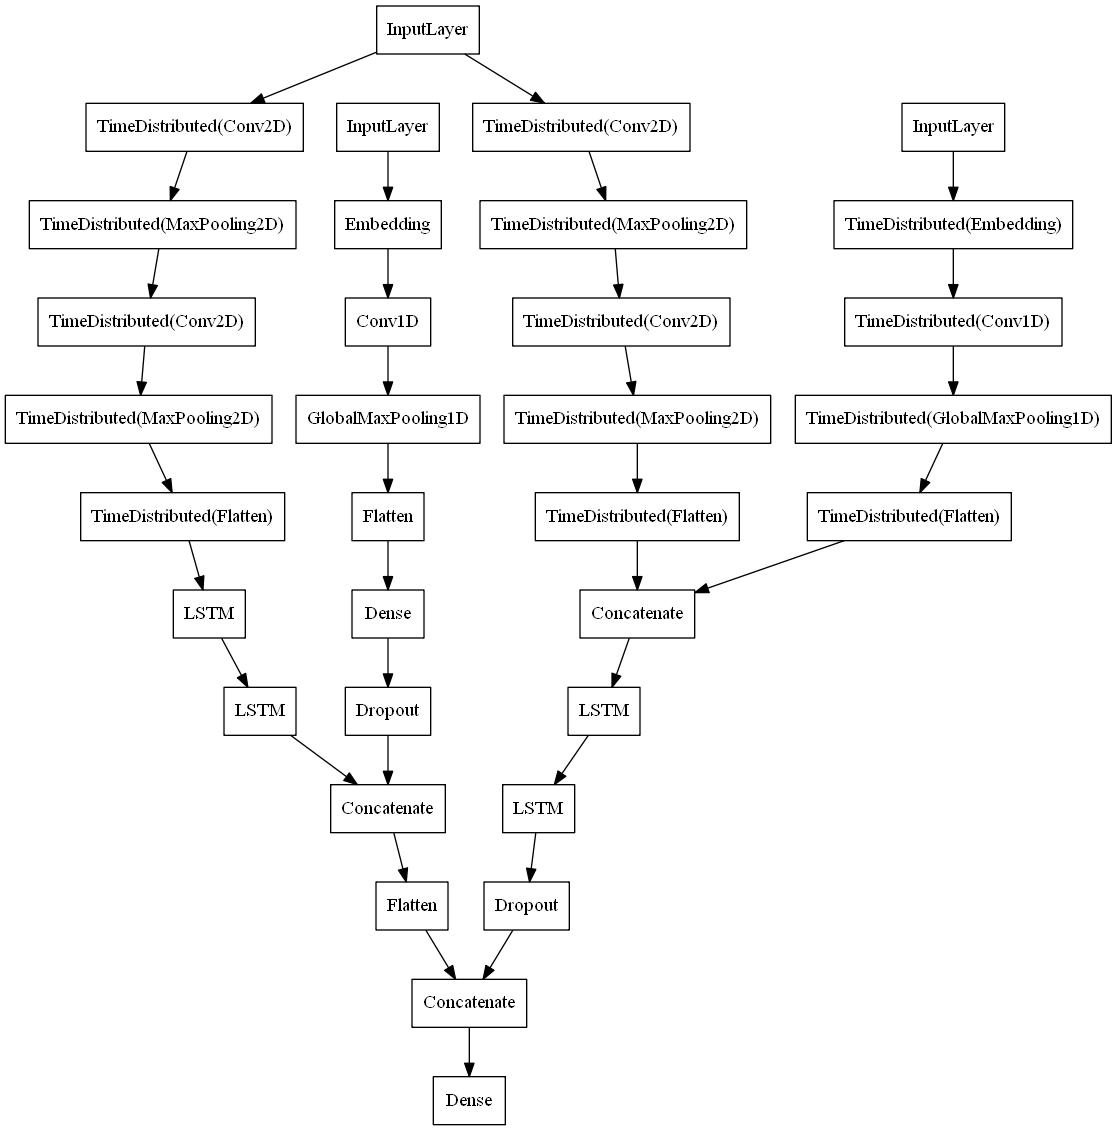 InputLayer
TimeDistributed(Conv2D)
InputLayer
TimeDistributed(Conv2D)
InputLayer
TimeDistributed(MaxPooling2D)
Embedding
TimeDistributed(MaxPooling2D)
TimeDistributed(Embedding)
TimeDistributed(Conv2D)
Conv1D
TimeDistributed(Conv2D)
TimeDistributed(Conv1D)
TimeDistributed(MaxPooling2D)
GlobalMaxPooling1D
TimeDistributed(MaxPooling2D)
TimeDistributed(GlobalMaxPooling1D)
TimeDistributed(Flatten)
Flatten
TimeDistributed(Flatten)
TimeDistributed(Flatten)
LSTM
Dense
Concatenate
LSTM
Dropout
LSTM
Concatenate
LSTM
Flatten
Dropout
Concatenate
Dense